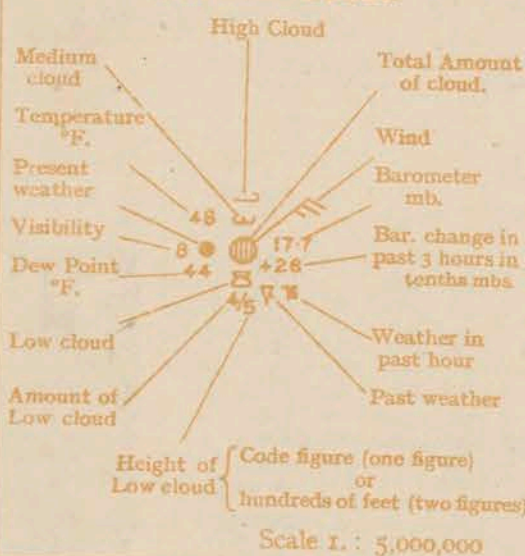 High Cloud
Medium
cloud
Total Amount
of cloud.
Temperature
°F.
Wind
Present
weather
Barometer
mb.
Visibility
Bar. change in
past 3 hours in
tenths mbs.
Dew Point
°F.
48
8
17.7
44
+28
4/5
Low cloud
Weather in
past hour
Amount of
Low cloud
Past weather
Height of
Low cloud
Code figure (one figure)
or
hundreds of feet (two figures)
Scale 1. : 5,000,000